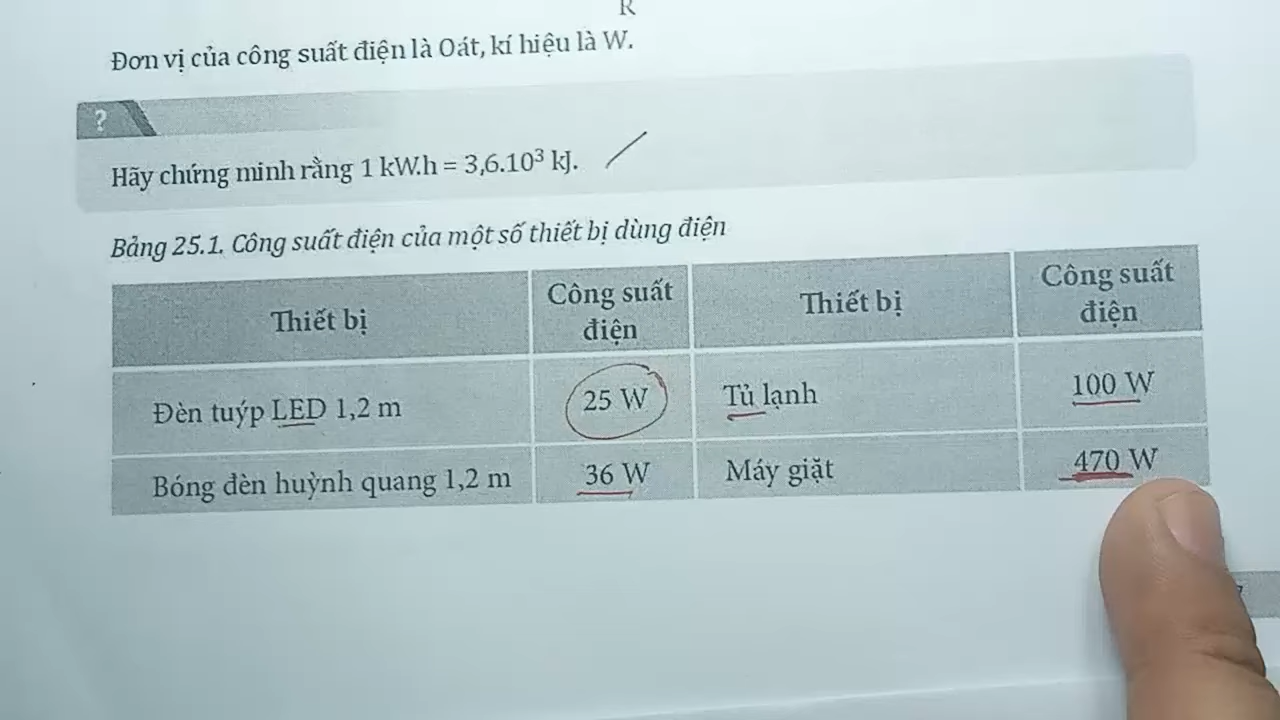 R
Đơn vị của công suất điện là Oát, kí hiệu là W.
?
Hãy chứng minh rằng 1 kW.h = 3,6.10³ kJ.
Bảng 25.1. Công suất điện của một số thiết bị dùng điện
Thiết bị
Công suất
điện
Thiết bị
Công suất
điện
Đèn tuýp LED 1,2 m
25 W
Tủ lạnh
100 W
Bóng đèn huỳnh quang 1,2 m
36 W
Máy giặt
470 W